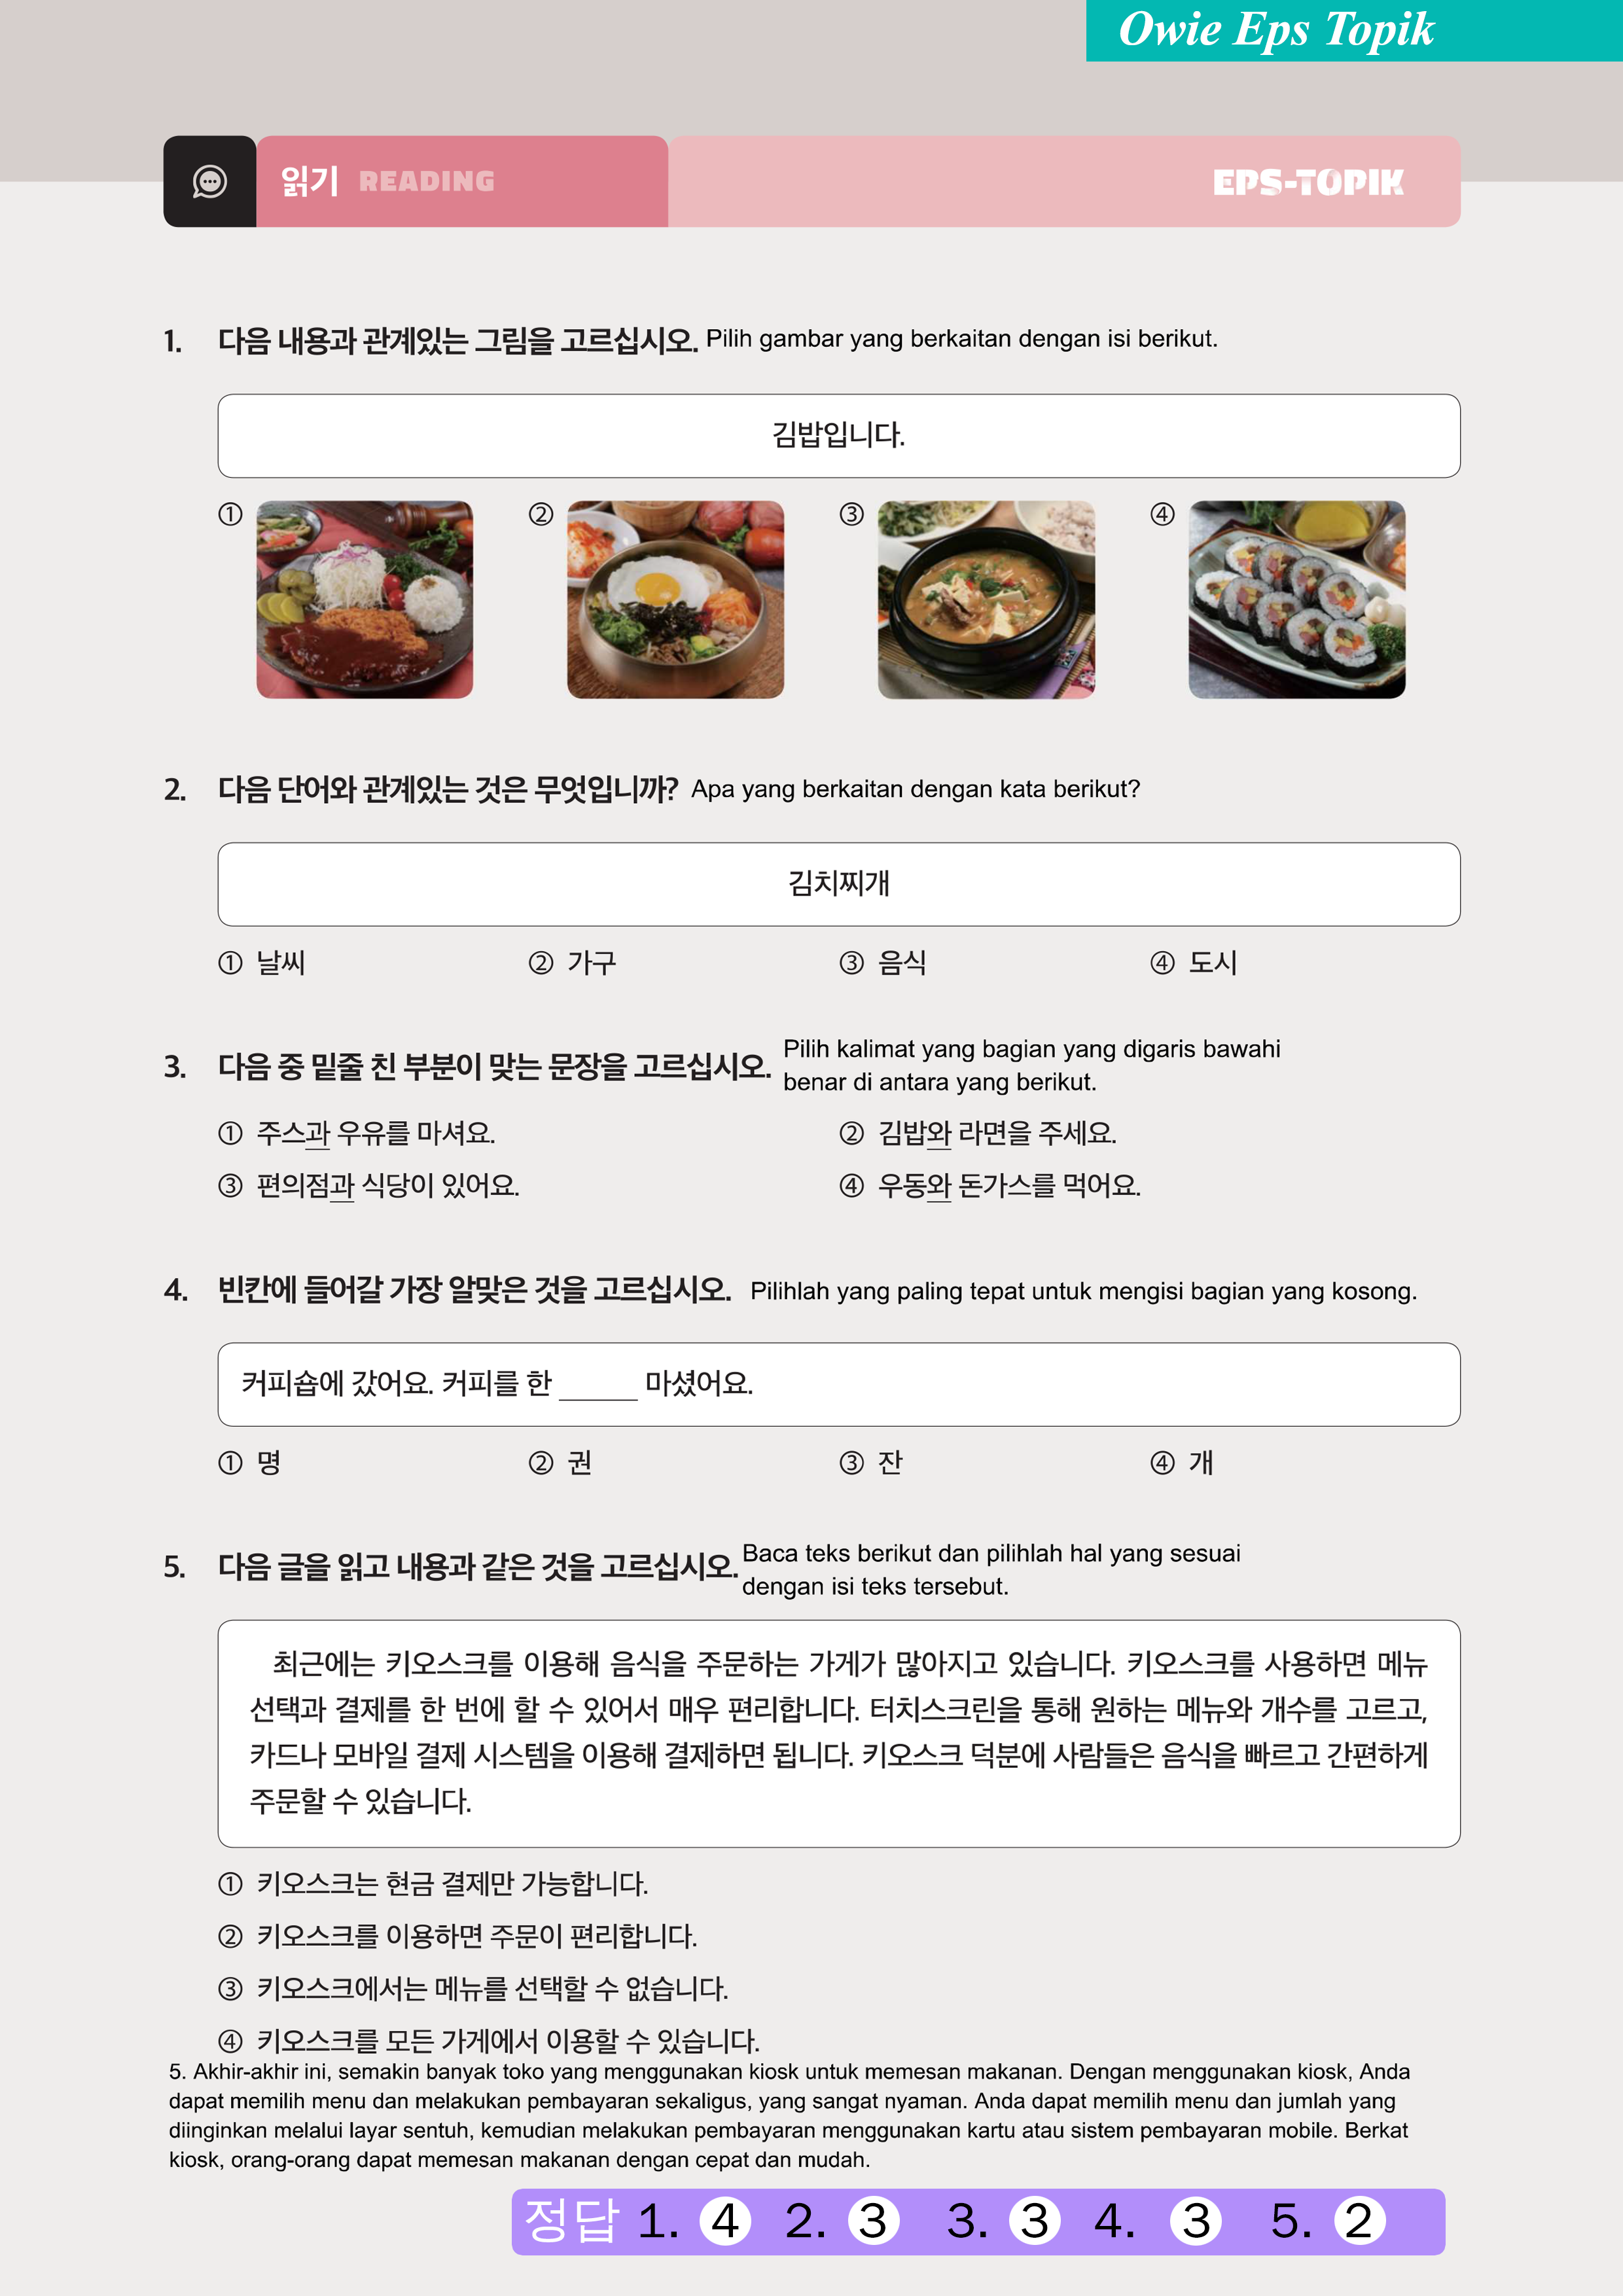 Owie Eps Topik
읽기 READING
EPS-TOPIK
1. 다음 내용과 관계있는 그림을 고르십시오. Pilih gambar yang berkaitan dengan isi berikut.
김밥입니다.
① ② ③ ④
2. 다음 단어와 관계있는 것은 무엇입니까? Apa yang berkaitan dengan kata berikut?
김치찌개
① 날씨 ② 가구 ③ 음식 ④ 도시
3. 다음 중 밑줄 친 부분이 맞는 문장을 고르십시오. Pilih kalimat yang bagian yang digaris bawahi
benar di antara yang berikut.
① 주스과 우유를 마셔요. ② 김밥와 라면을 주세요.
③ 편의점과 식당이 있어요. ④ 우동와 돈가스를 먹어요.
4. 빈칸에 들어갈 가장 알맞은 것을 고르십시오. Pilihlah yang paling tepat untuk mengisi bagian yang kosong.
커피숍에 갔어요. 커피를 한 ______ 마셨어요.
① 명 ② 권 ③ 잔 ④ 개
5. 다음 글을 읽고 내용과 같은 것을 고르십시오. Baca teks berikut dan pilihlah hal yang sesuai
dengan isi teks tersebut.
최근에는 키오스크를 이용해 음식을 주문하는 가게가 많아지고 있습니다. 키오스크를 사용하면 메뉴
선택과 결제를 한 번에 할 수 있어서 매우 편리합니다. 터치스크린을 통해 원하는 메뉴와 개수를 고르고,
카드나 모바일 결제 시스템을 이용해 결제하면 됩니다. 키오스크 덕분에 사람들은 음식을 빠르고 간편하게
주문할 수 있습니다.
① 키오스크는 현금 결제만 가능합니다.
② 키오스크를 이용하면 주문이 편리합니다.
③ 키오스크에서는 메뉴를 선택할 수 없습니다.
④ 키오스크를 모든 가게에서 이용할 수 있습니다.
5. Akhir-akhir ini, semakin banyak toko yang menggunakan kiosk untuk memesan makanan. Dengan menggunakan kiosk, Anda
dapat memilih menu dan melakukan pembayaran sekaligus, yang sangat nyaman. Anda dapat memilih menu dan jumlah yang
diinginkan melalui layar sentuh, kemudian melakukan pembayaran menggunakan kartu atau sistem pembayaran mobile. Berkat
kiosk, orang-orang dapat memesan makanan dengan cepat dan mudah.
정답 1. 4 2. 3 3. 3 4. 3 5. 2